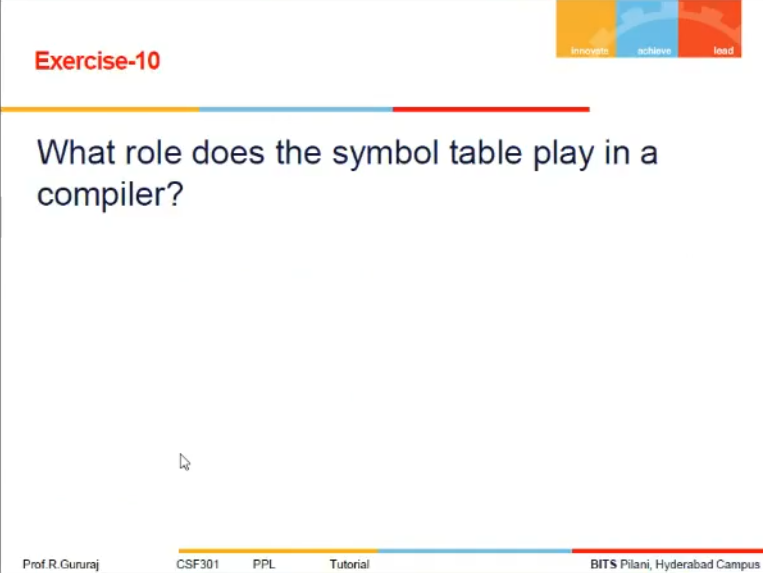 innovate achieve lead
Exercise-10
What role does the symbol table play in a
compiler?
Prof.R.Gururaj CSF301 PPL Tutorial BITS Pilani, Hyderabad Campus